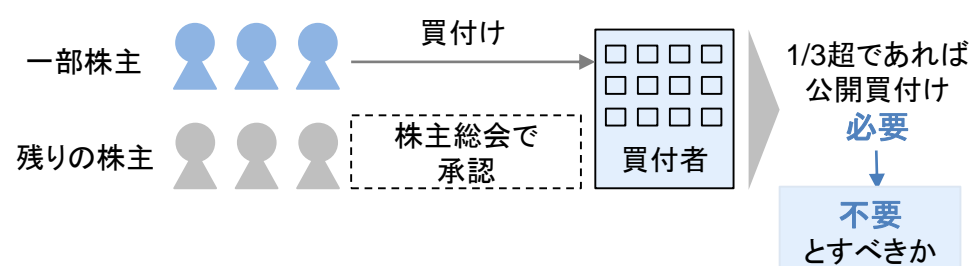 一部株主
買付け
残りの株主
株主総会で
承認
買付者
1/3超であれば
公開買付け
必要
不要
とすべきか